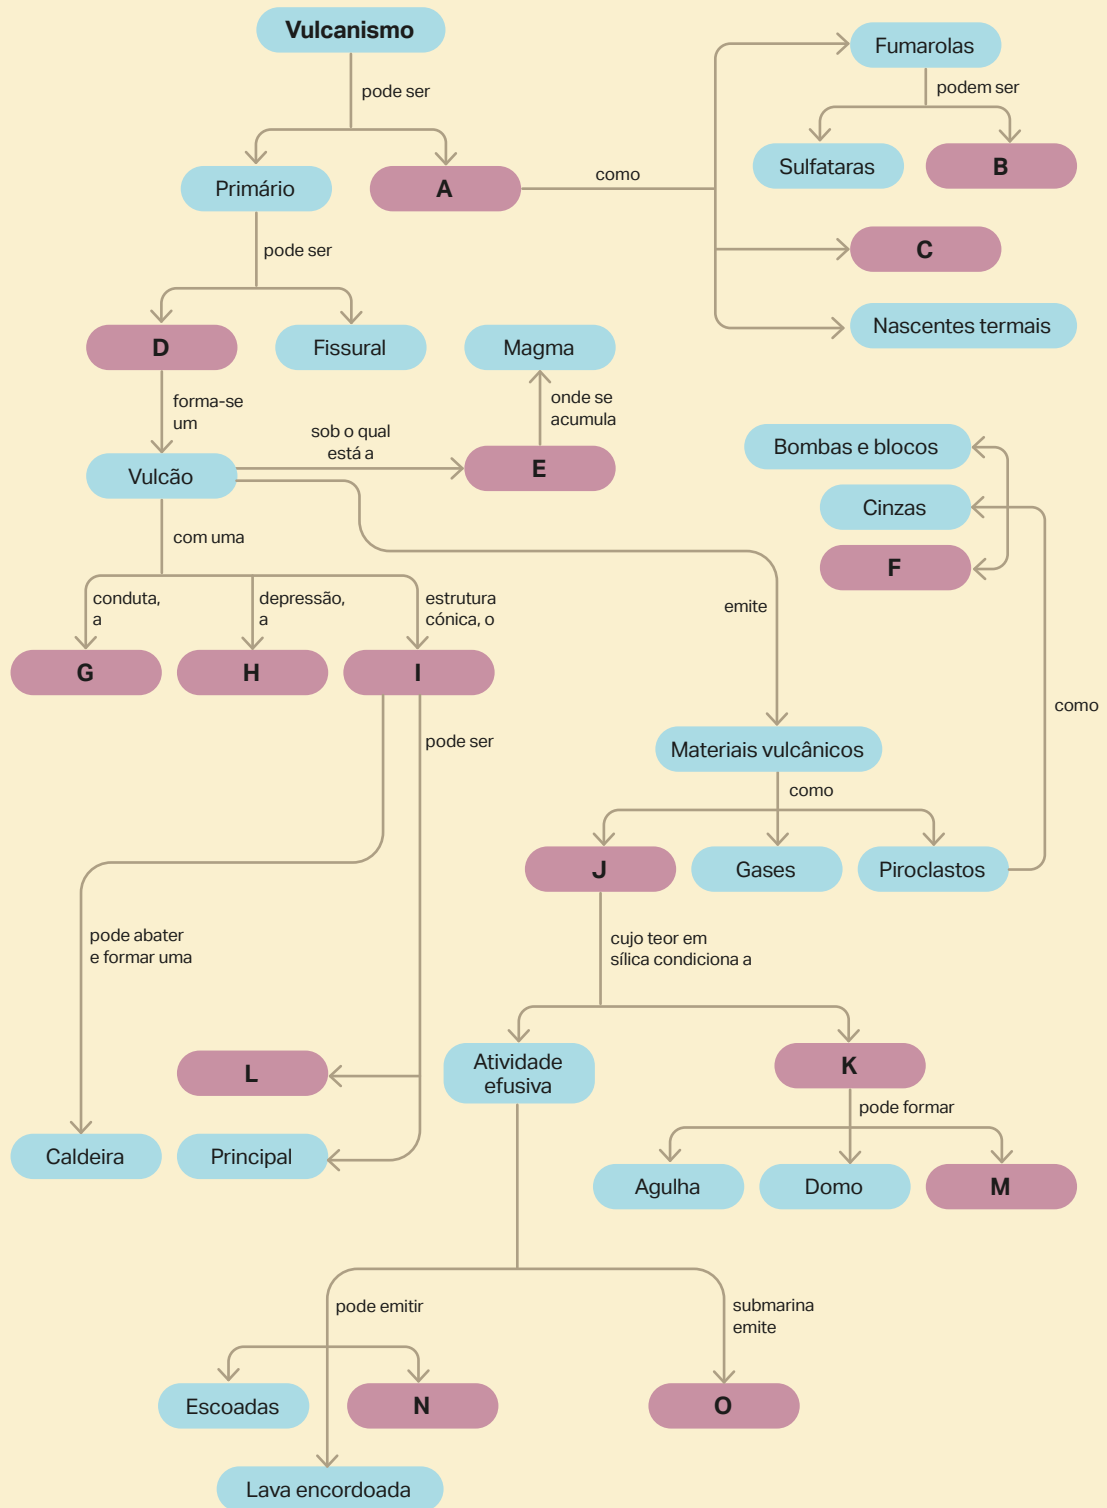 Vulcanismo
pode ser
Primário
A
como
Fumarolas
podem ser
Sulfataras
B
C
Nascentes termais
pode ser
D
Fissural
Magma
forma-se
um
onde se
acumula
sob o qual
está a
Vulcão
E
Bombas e blocos
Cinzas
F
como
com uma
conduta,
a
depressão,
a
estrutura
cónica, o
G
H
I
emite
pode ser
Materiais vulcânicos
como
J
Gases
Piroclastos
pode abater
e formar uma
cujo teor em
sílica condiciona a
L
Atividade
efusiva
K
pode formar
Caldeira
Principal
Agulha
Domo
M
pode emitir
submarina
emite
Escoadas
N
O
Lava encordoada